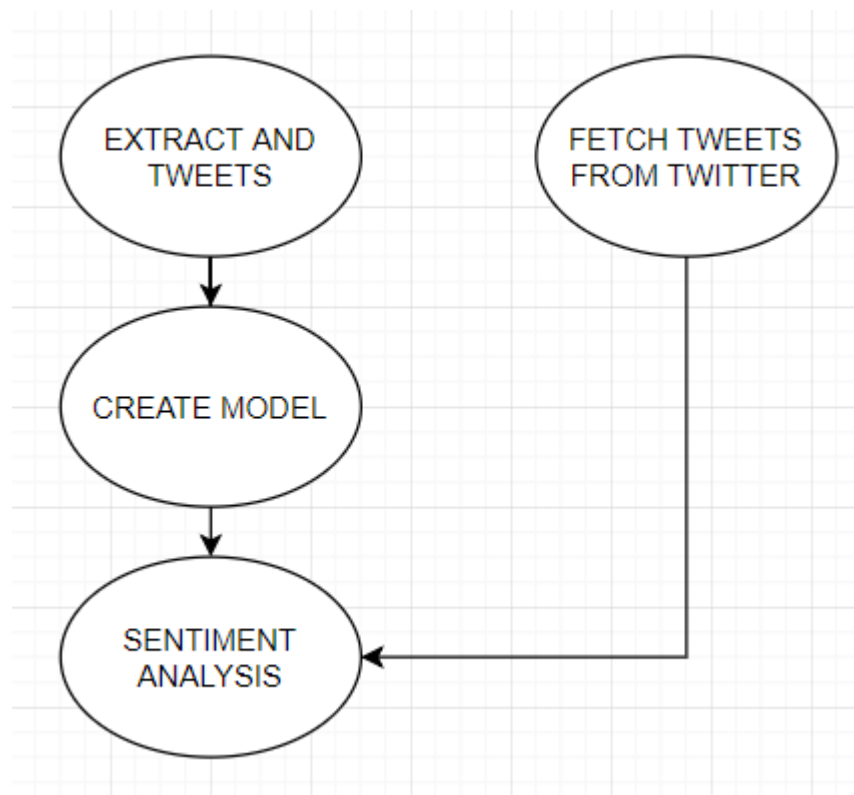 EXTRACT AND
TWEETS
FETCH TWEETS
FROM TWITTER
CREATE MODEL
SENTIMENT
ANALYSIS